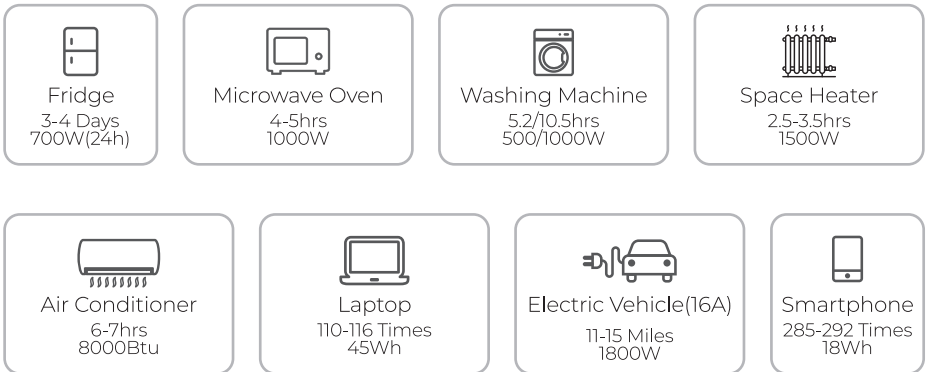 Fridge
3-4 Days
700W(24h)
Microwave Oven
4-5hrs
1000W
Washing Machine
5.2/10.5hrs
500/1000W
Space Heater
2.5-3.5hrs
1500W
Air Conditioner
6-7hrs
8000Btu
Laptop
110-116 Times
45Wh
Electric Vehicle(16A)
11-15 Miles
1800W
Smartphone
285-292 Times
18Wh